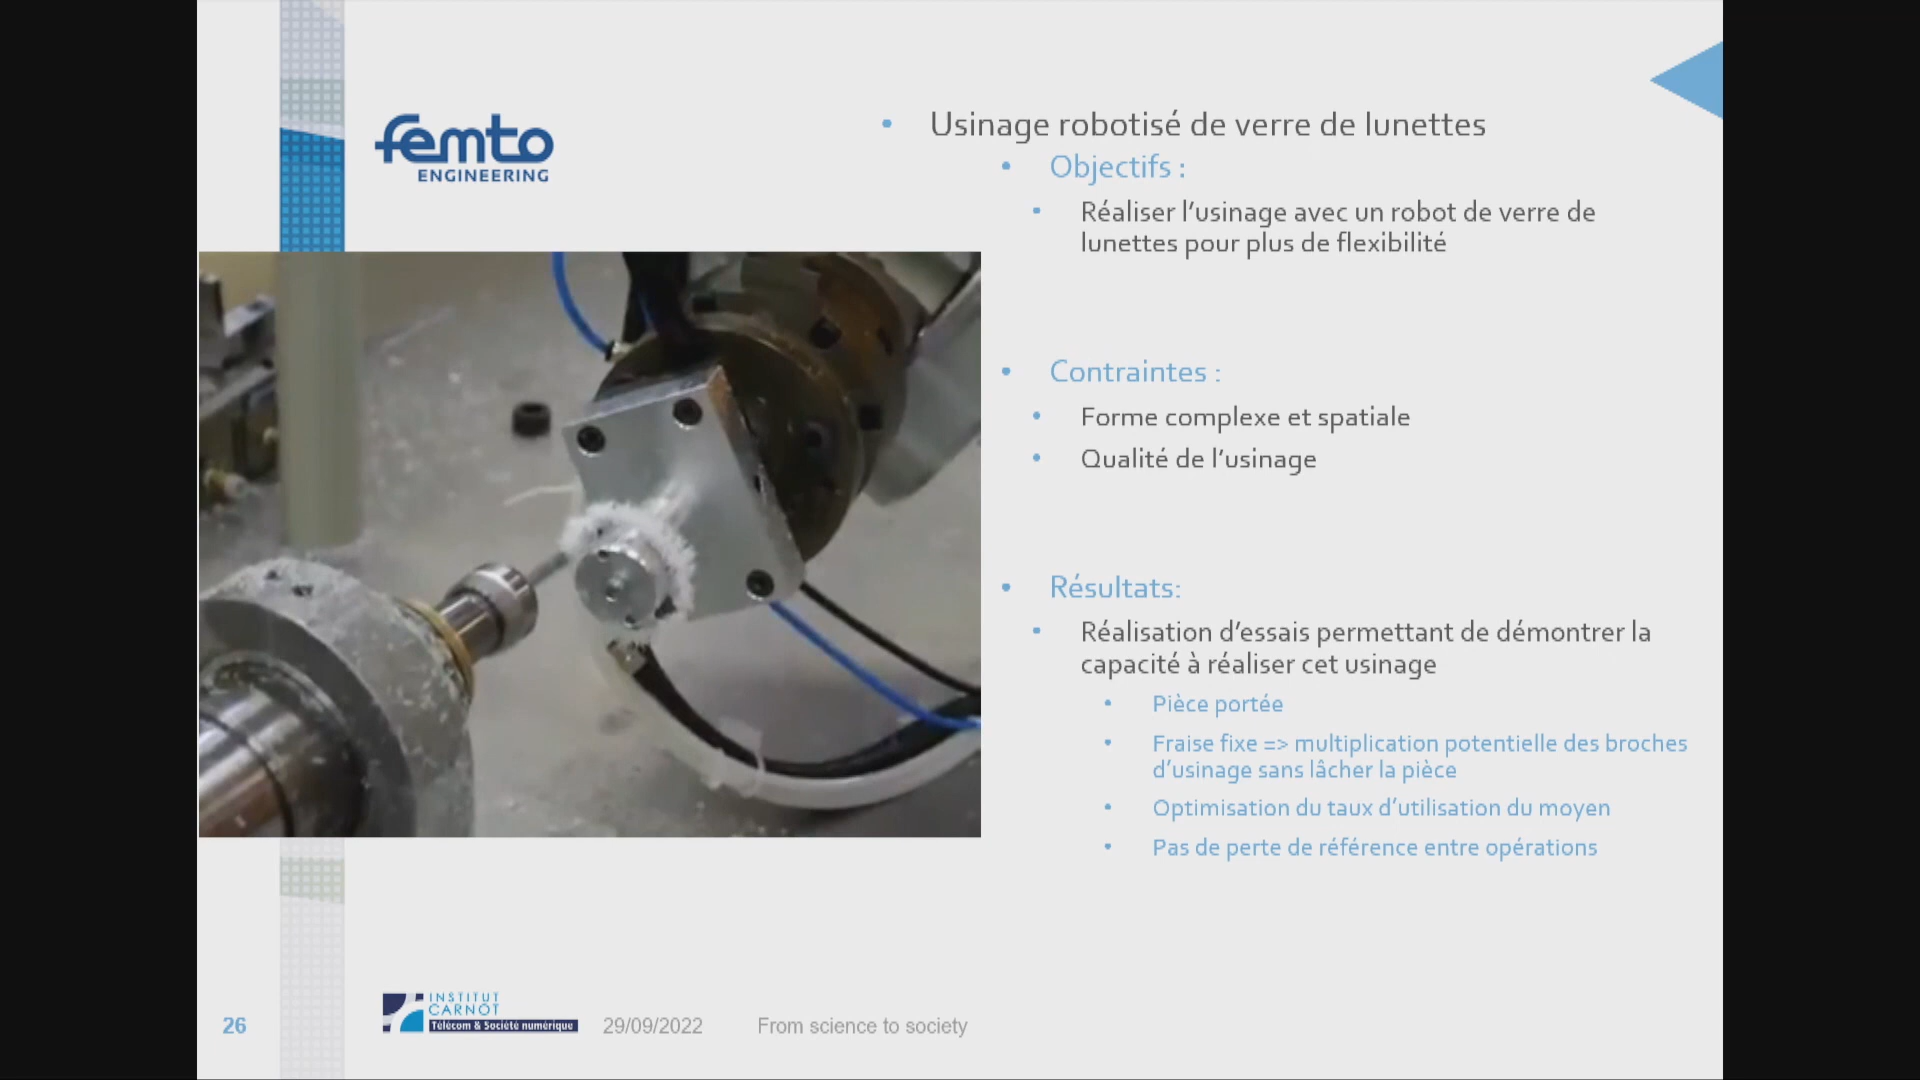 femto
ENGINEERING
• Usinage robotisé de verre de lunettes
• Objectifs :
• Réaliser l’usinage avec un robot de verre de
lunettes pour plus de flexibilité
• Contraintes :
• Forme complexe et spatiale
• Qualité de l’usinage
• Résultats:
• Réalisation d’essais permettant de démontrer la
capacité à réaliser cet usinage
• Pièce portée
• Fraise fixe => multiplication potentielle des broches
d’usinage sans lâcher la pièce
• Optimisation du taux d’utilisation du moyen
• Pas de perte de référence entre opérations
26
INSTITUT
CARNOT
Télécom & Société numérique
29/09/2022
From science to society